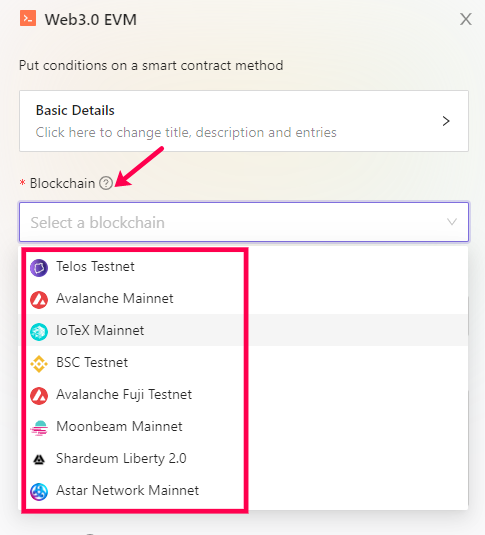 Web3.0 EVM
Put conditions on a smart contract method
Basic Details
Click here to change title, description and entries
* Blockchain
Select a blockchain
Telos Testnet
Avalanche Mainnet
IoTeX Mainnet
BSC Testnet
Avalanche Fuji Testnet
Moonbeam Mainnet
Shardeum Liberty 2.0
Astar Network Mainnet